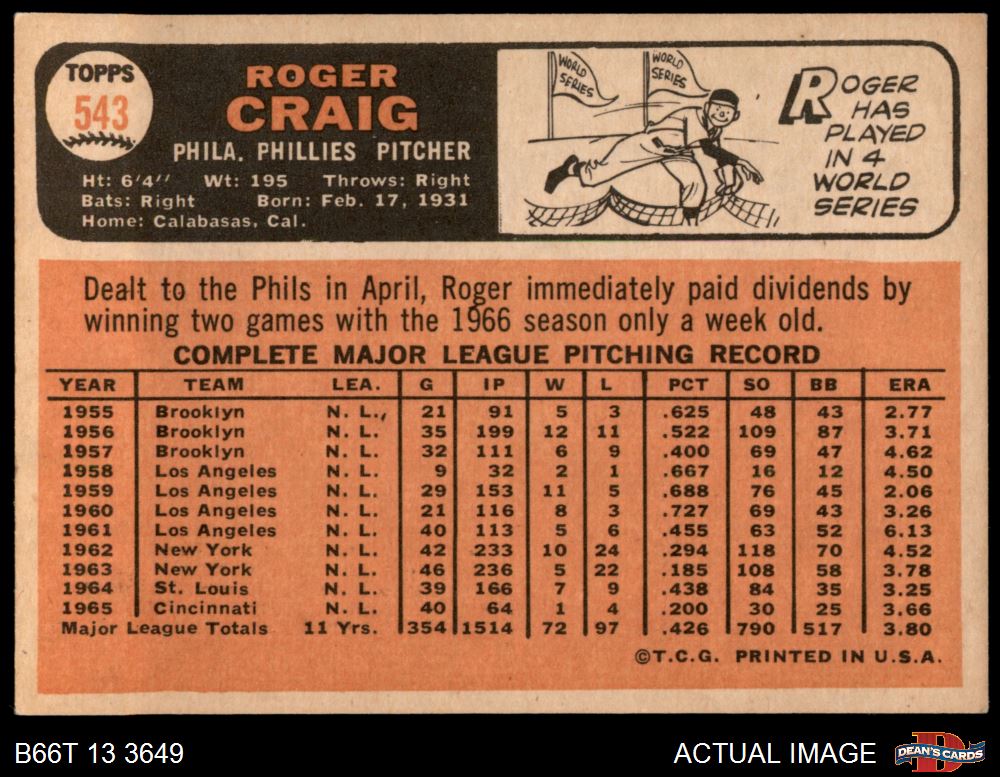 TOPPS
543
ROGER
CRAIG
PHILA. PHILLIES PITCHER
Ht: 6'4" Wt: 195 Throws: Right
Bats: Right Born: Feb. 17, 1931
Home: Calabasas, Cal.
WORLD
SERIES
WORLD
SERIES
ROGER
HAS
PLAYED
IN 4
WORLD
SERIES
Dealt to the Phils in April, Roger immediately paid dividends by
winning two games with the 1966 season only a week old.
COMPLETE MAJOR LEAGUE PITCHING RECORD
YEAR TEAM LEA. G IP W L PCT SO BB ERA
1955 Brooklyn N. L. 21 91 5 3 .625 48 43 2.77
1956 Brooklyn N. L. 35 199 12 11 .522 109 87 3.71
1957 Brooklyn N. L. 32 111 6 9 .400 69 47 4.62
1958 Los Angeles N. L. 9 32 2 1 .667 16 12 4.50
1959 Los Angeles N. L. 29 153 11 5 .688 76 45 2.06
1960 Los Angeles N. L. 21 116 8 3 .727 69 43 3.26
1961 Los Angeles N. L. 40 113 5 6 .455 63 52 6.13
1962 New York N. L. 42 233 10 24 .294 118 70 4.52
1963 New York N. L. 46 236 5 22 .185 108 58 3.78
1964 St. Louis N. L. 39 166 7 9 .438 84 35 3.25
1965 Cincinnati N. L. 40 64 1 4 .200 30 25 3.66
Major League Totals 11 Yrs. 354 1514 72 97 .426 790 517 3.80
©T.C.G. PRINTED IN U.S.A.
B66T 13 3649
ACTUAL IMAGE
D
DEAN'S CARDS